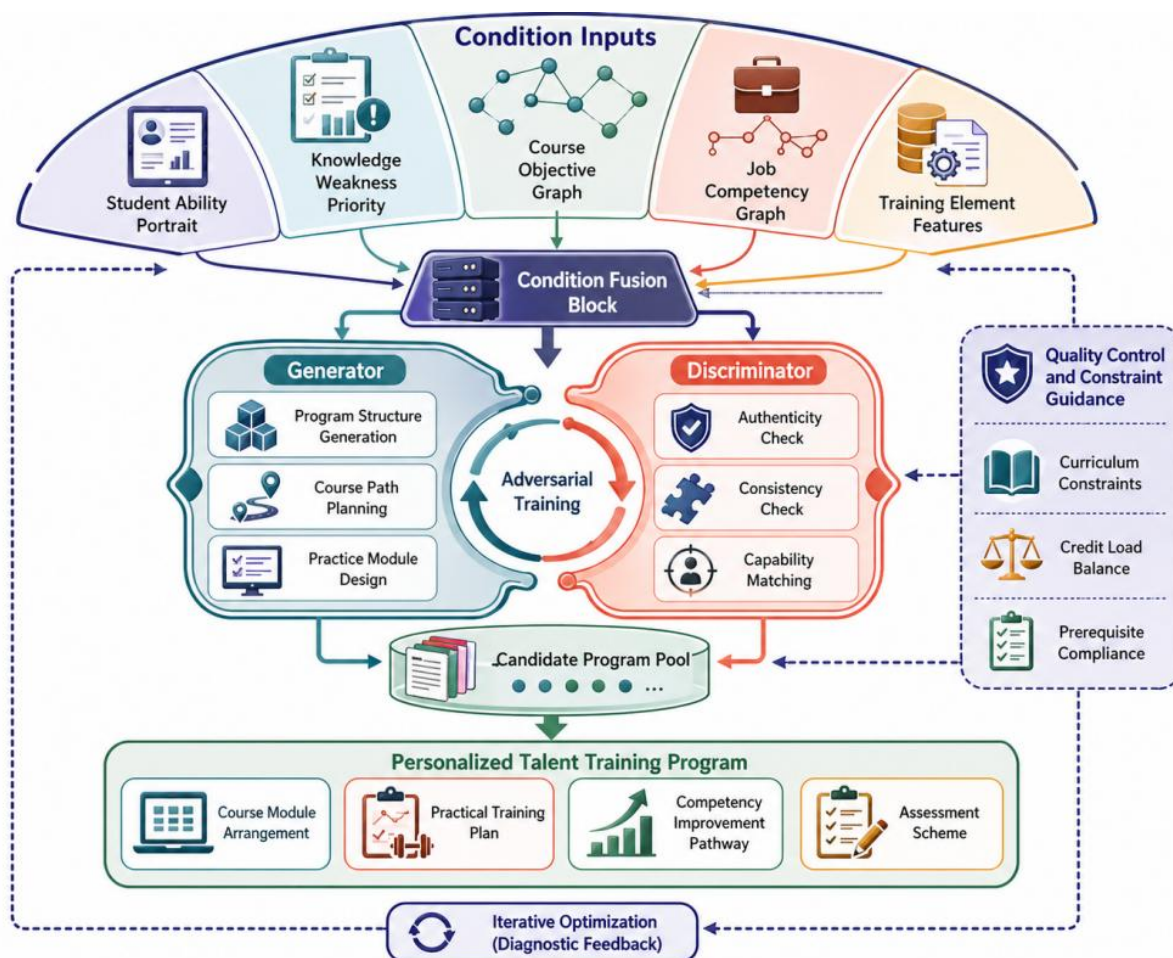 Condition Inputs
Student Ability
Portrait
Knowledge
Weakness
Priority
Course
Objective
Graph
Job
Competency
Graph
Training Element
Features
Condition Fusion
Block
Generator
Program Structure
Generation
Course Path
Planning
Practice Module
Design
Adversarial
Training
Discriminator
Authenticity
Check
Consistency
Check
Capability
Matching
Quality Control
and Constraint
Guidance
Curriculum
Constraints
Credit Load
Balance
Prerequisite
Compliance
Candidate Program Pool
...
Personalized Talent Training Program
Course Module
Arrangement
Practical Training
Plan
Competency
Improvement
Pathway
Assessment
Scheme
Iterative Optimization
(Diagnostic Feedback)